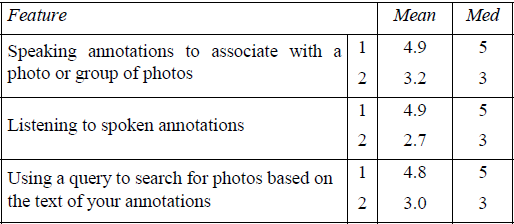 Feature Mean Med
Speaking annotations to associate with a 1 4.9 5
photo or group of photos 2 3.2 3
Listening to spoken annotations 1 4.9 5
2 2.7 3
Using a query to search for photos based on 1 4.8 5
the text of your annotations 2 3.0 3